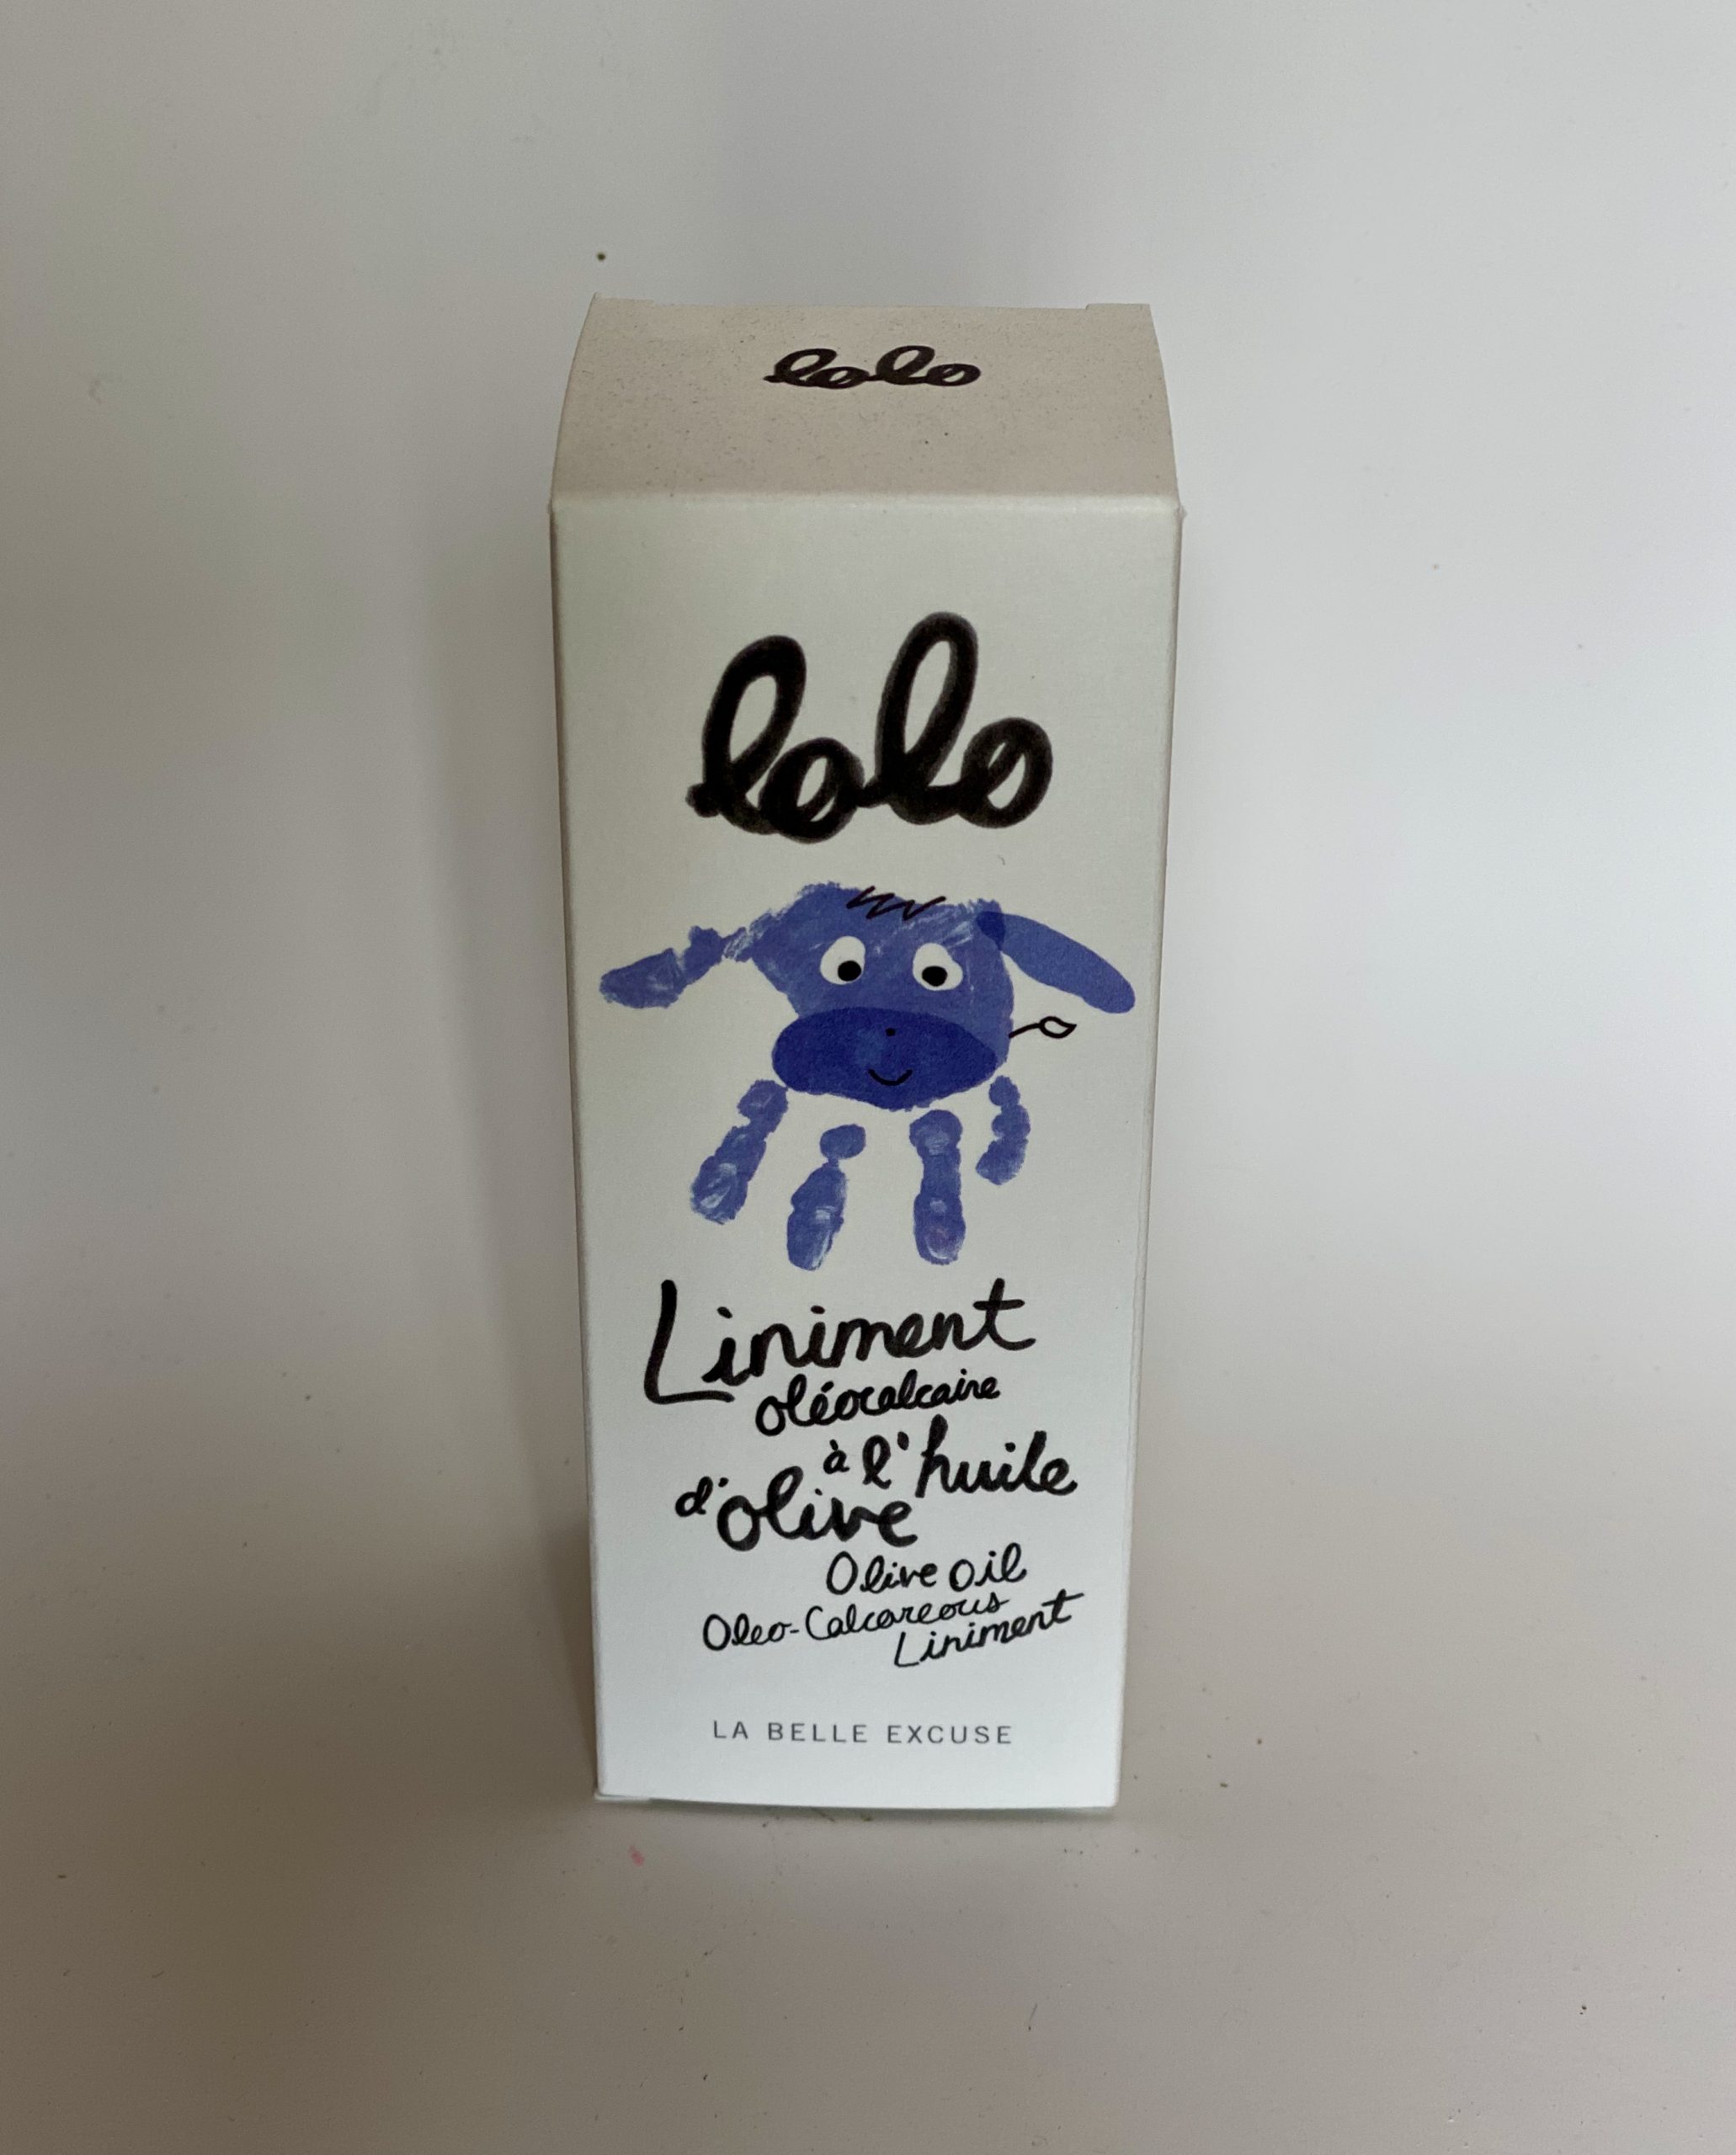 lolo
lolo
Liniment
oléocalcaire
à l'huile
d'olive
Olive oil
Oleo-Calcareous
Liniment
LA BELLE EXCUSE